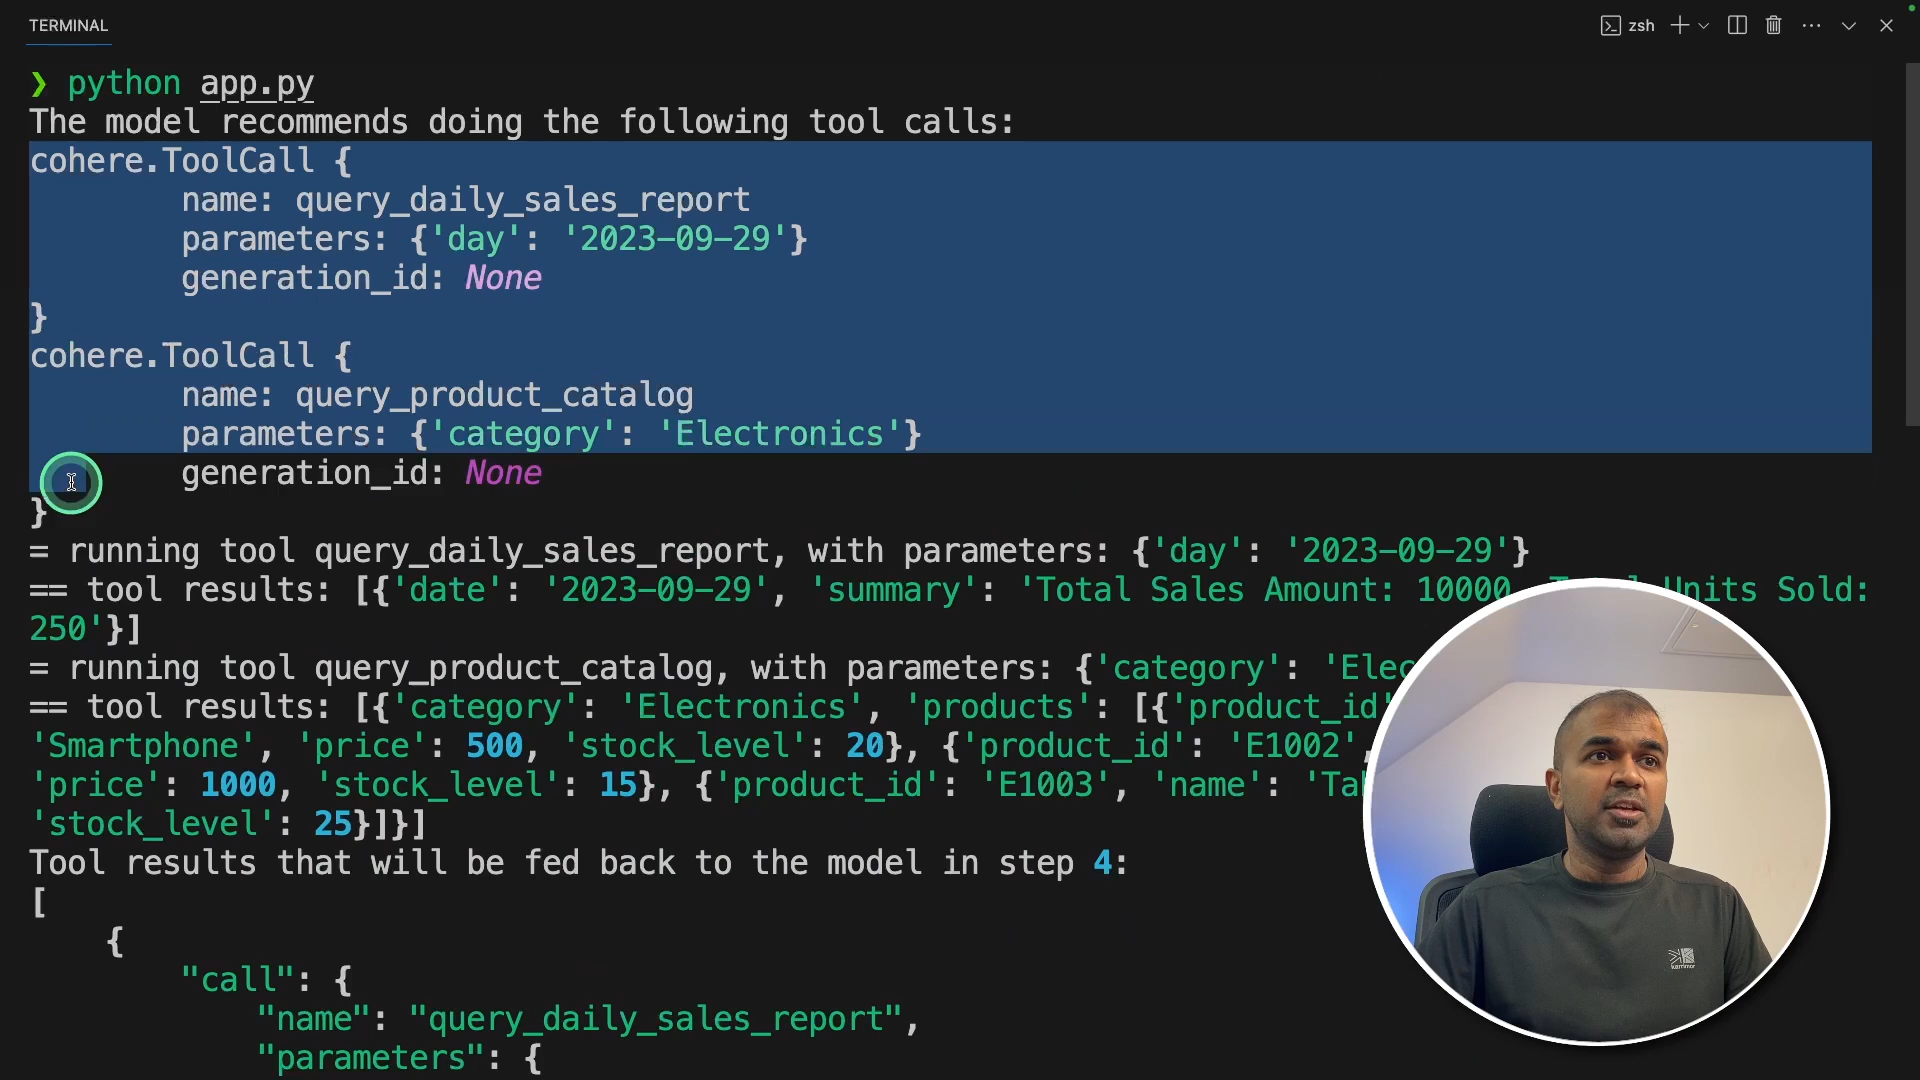 TERMINAL
zsh
❯ python app.py
The model recommends doing the following tool calls:
cohere.ToolCall {
        name: query_daily_sales_report
        parameters: {'day': '2023-09-29'}
        generation_id: None
}
cohere.ToolCall {
        name: query_product_catalog
        parameters: {'category': 'Electronics'}
        generation_id: None
}
= running tool query_daily_sales_report, with parameters: {'day': '2023-09-29'}
== tool results: [{'date': '2023-09-29', 'summary': 'Total Sales Amount: 10000 Units Sold:
250'}]
= running tool query_product_catalog, with parameters: {'category':
== tool results: [{'category': 'Electronics', 'products': [{'product_id'
'Smartphone', 'price': 500, 'stock_level': 20}, {'product_id': 'E1002',
'price': 1000, 'stock_level': 15}, {'product_id': 'E1003', 'name':
'stock_level': 25}]}]
Tool results that will be fed back to the model in step 4:
[
    {
        "call": {
            "name": "query_daily_sales_report",
            "parameters": {